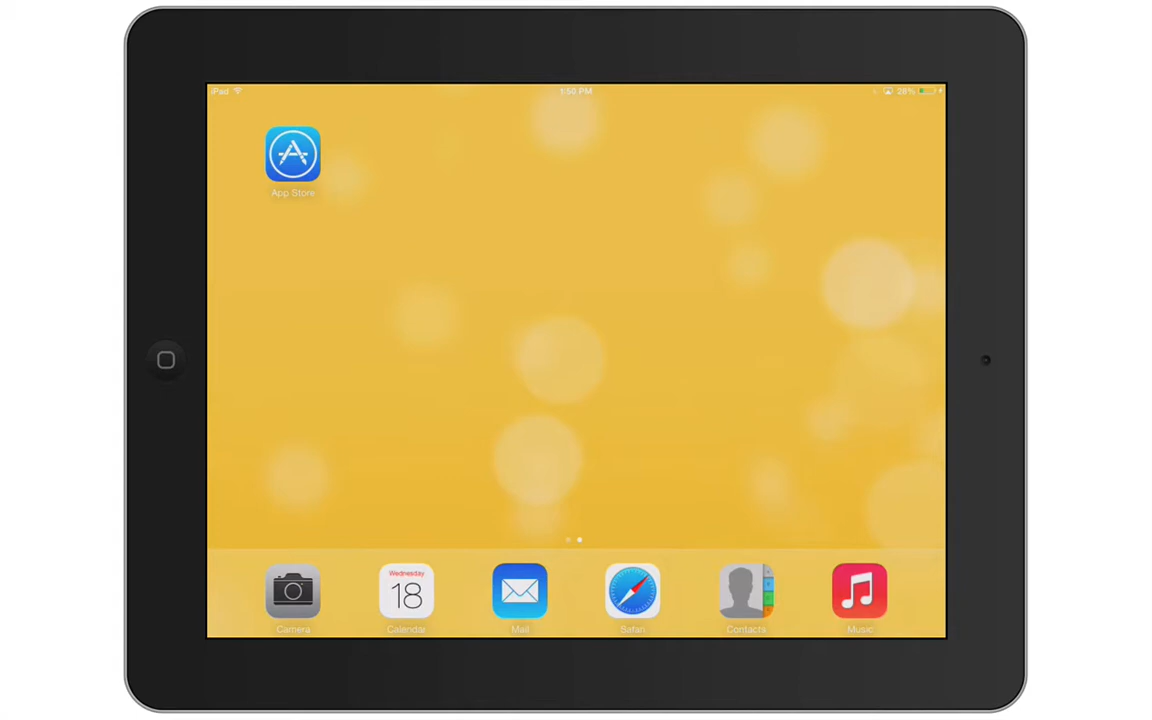 iPad 1:50 PM 28%
App Store
Wednesday
18
Camera Calendar Mail Safari Contacts Music